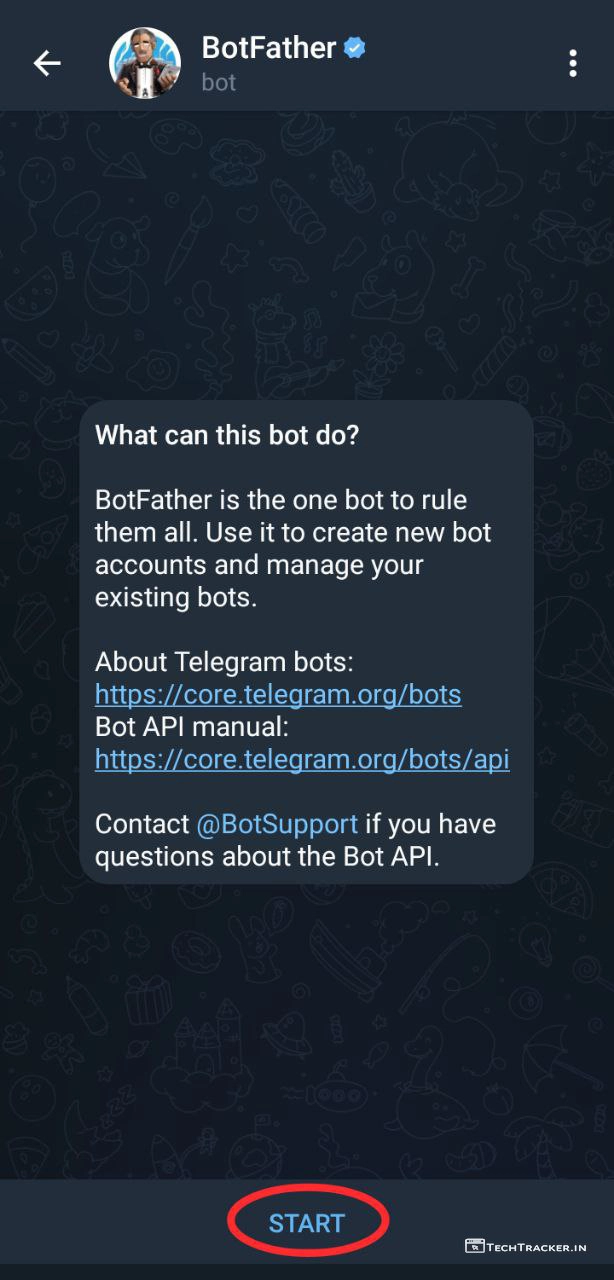 BotFather
bot
What can this bot do?
BotFather is the one bot to rule
them all. Use it to create new bot
accounts and manage your
existing bots.
About Telegram bots:
https://core.telegram.org/bots
Bot API manual:
https://core.telegram.org/bots/api
Contact @BotSupport if you have
questions about the Bot API.
START
TECHTRACKER.IN